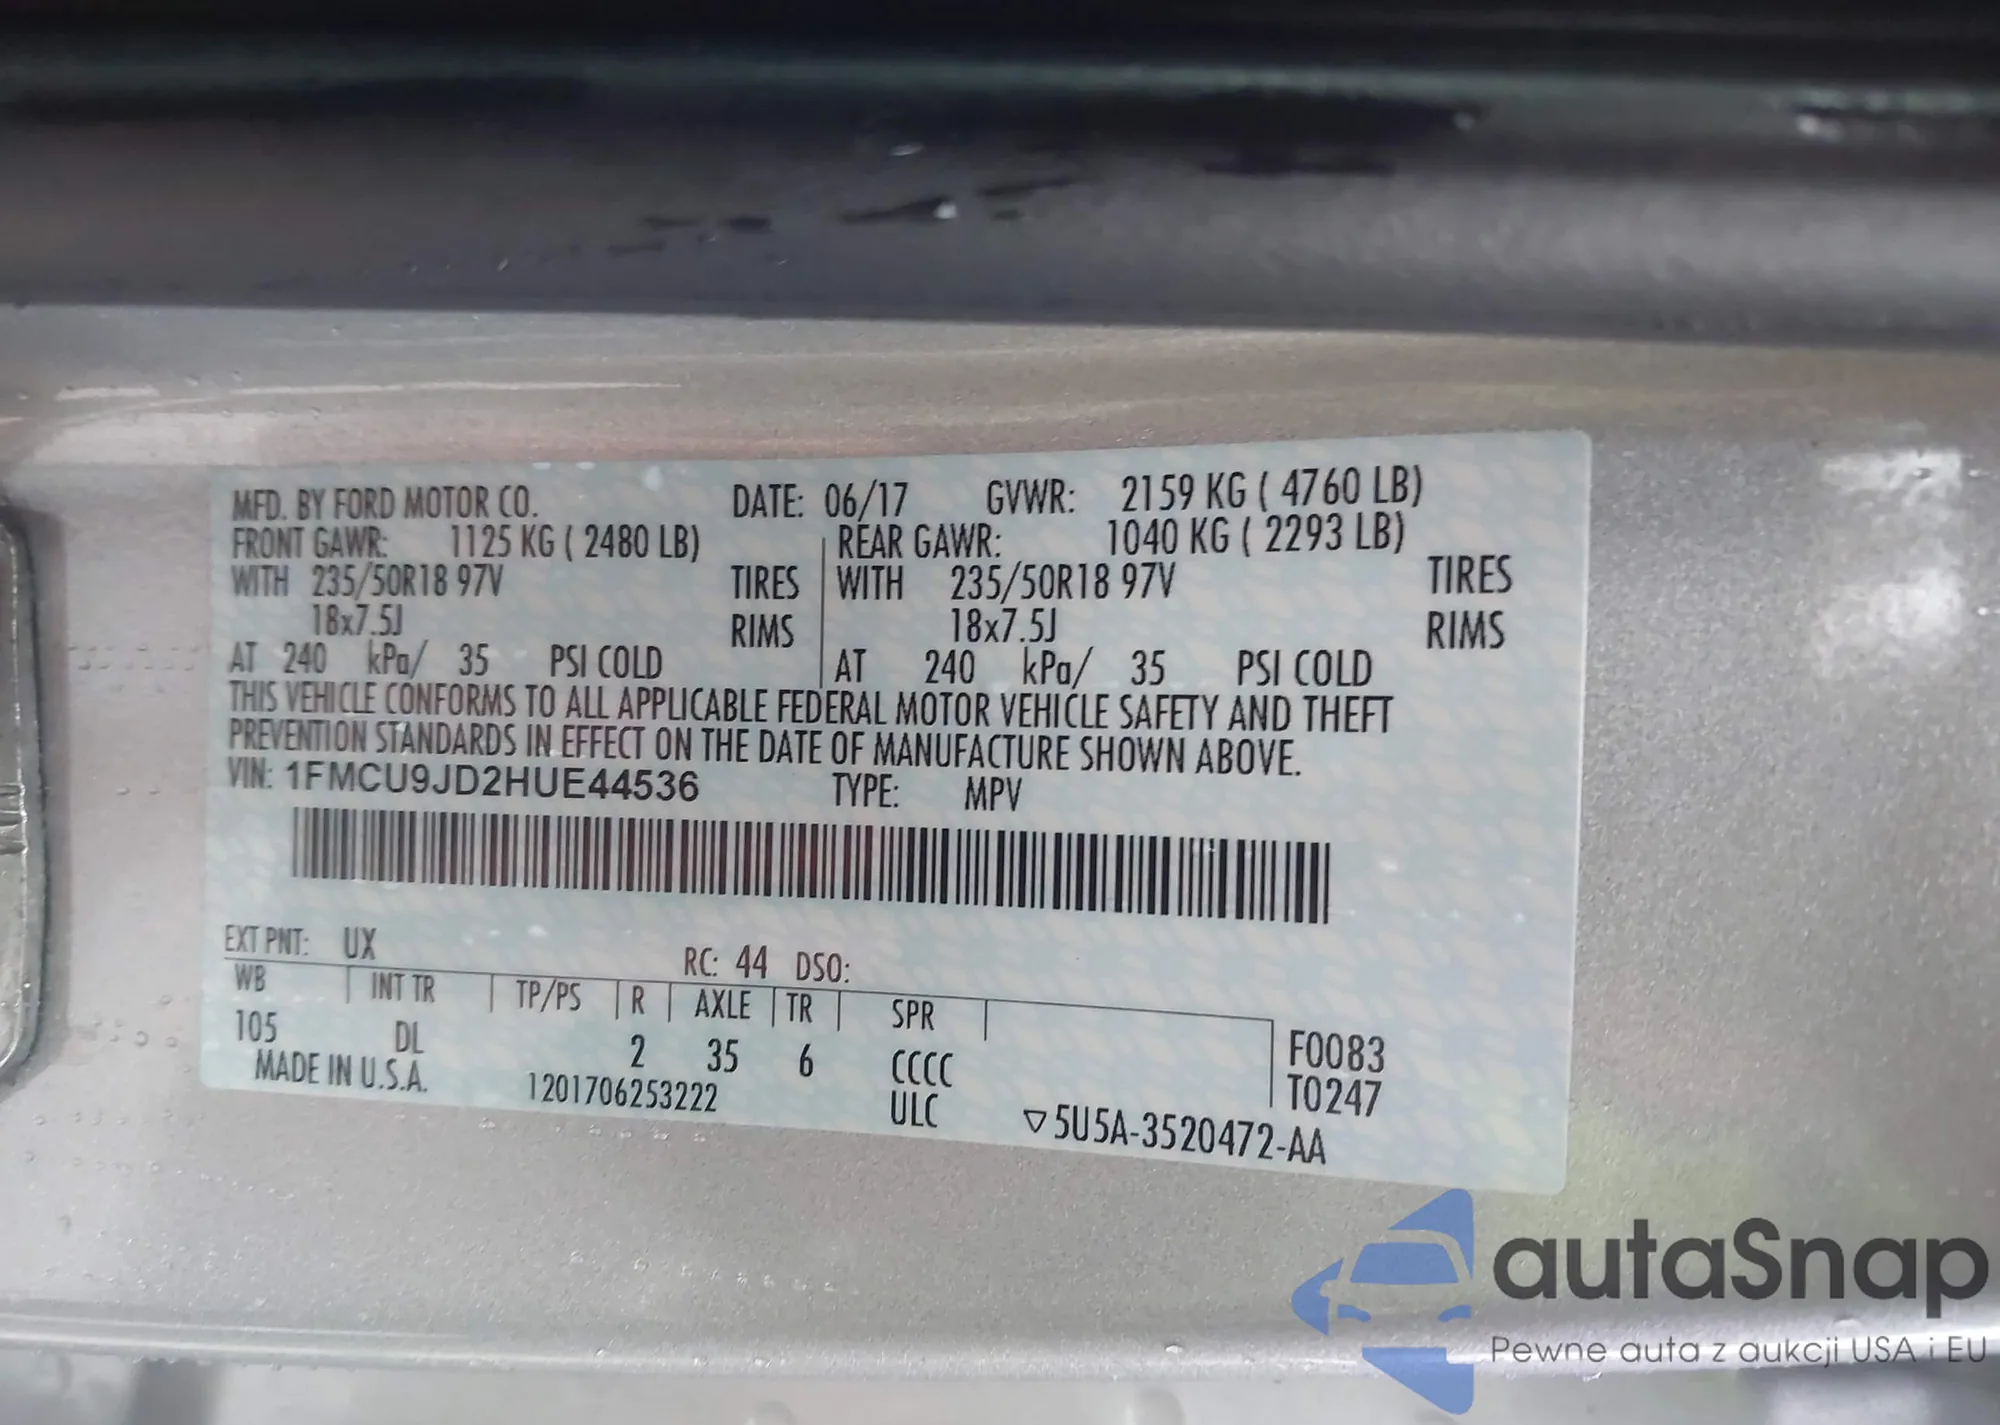 MFD. BY FORD MOTOR CO. DATE: 06/17 GVWR: 2159 KG ( 4760 LB)
FRONT GAWR: 1125 KG ( 2480 LB) REAR GAWR: 1040 KG ( 2293 LB)
WITH 235/50R18 97V TIRES WITH 235/50R18 97V TIRES
18x7.5J RIMS 18x7.5J RIMS
AT 240 kPa/ 35 PSI COLD AT 240 kPa/ 35 PSI COLD
THIS VEHICLE CONFORMS TO ALL APPLICABLE FEDERAL MOTOR VEHICLE SAFETY AND THEFT
PREVENTION STANDARDS IN EFFECT ON THE DATE OF MANUFACTURE SHOWN ABOVE.
VIN: 1FMCU9JD2HUE44536 TYPE: MPV
EXT PNT: UX RC: 44 DSO:
WB INT TR TP/PS R AXLE TR SPR
105 DL 2 35 6 CCCC F0083
MADE IN U.S.A. 1201706253222 ULC T0247
▽5U5A-3520472-AA
autaSnap
Pewne auta z aukcji USA i EU